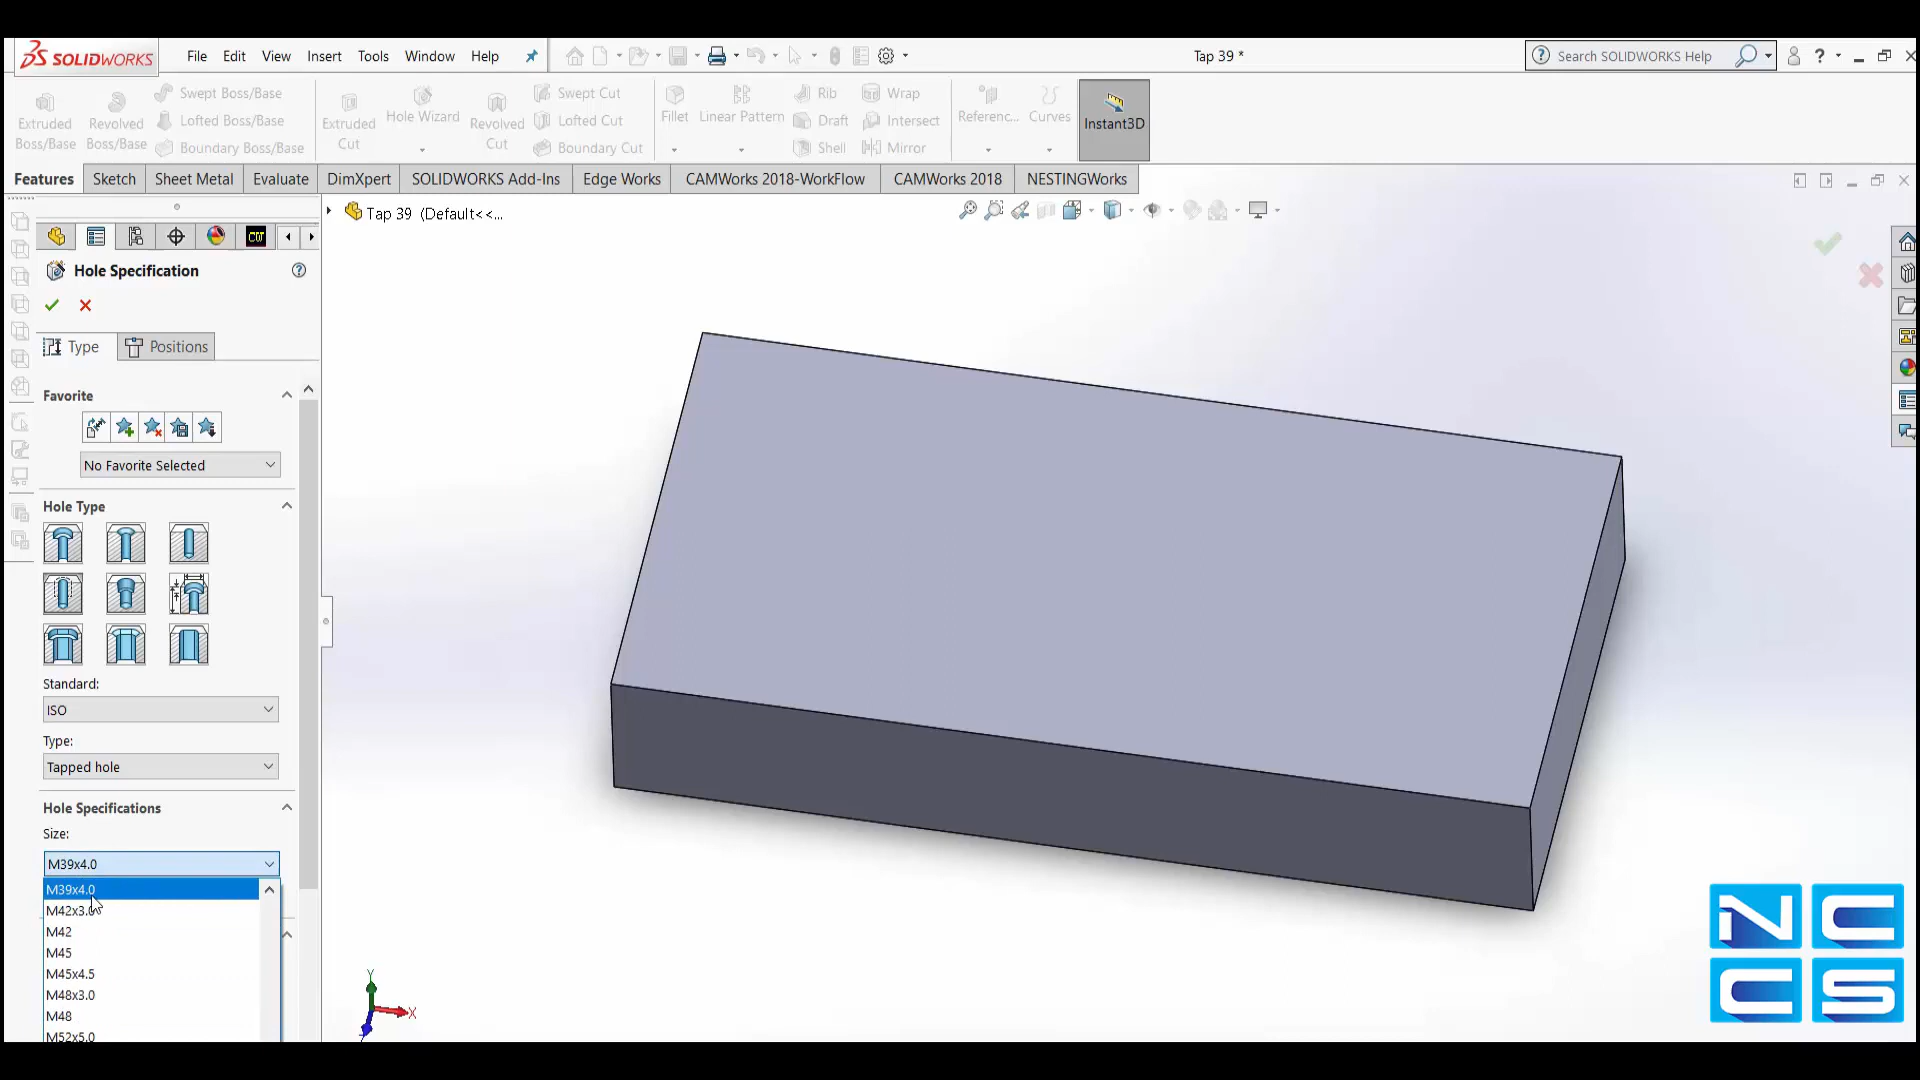 SOLIDWORKS File Edit View Insert Tools Window Help Tap 39 * Search SOLIDWORKS Help ?
Extruded Boss/Base
Revolved Boss/Base
Swept Boss/Base
Lofted Boss/Base
Boundary Boss/Base
Extruded Cut
Hole Wizard
Revolved Cut
Swept Cut
Lofted Cut
Boundary Cut
Fillet
Linear Pattern
Rib
Draft
Shell
Wrap
Intersect
Mirror
Referenc...
Curves
Instant3D
Features Sketch Sheet Metal Evaluate DimXpert SOLIDWORKS Add-Ins Edge Works CAMWorks 2018-WorkFlow CAMWorks 2018 NESTINGWorks
Tap 39 (Default<<...
CW
Hole Specification ?
Type Positions
Favorite
No Favorite Selected
Hole Type
Standard:
ISO
Type:
Tapped hole
Hole Specifications
Size:
M39x4.0
M39x4.0
M42x3.0
M42
M45
M45x4.5
M48x3.0
M48
M52x5.0
Y
X
N C
C S